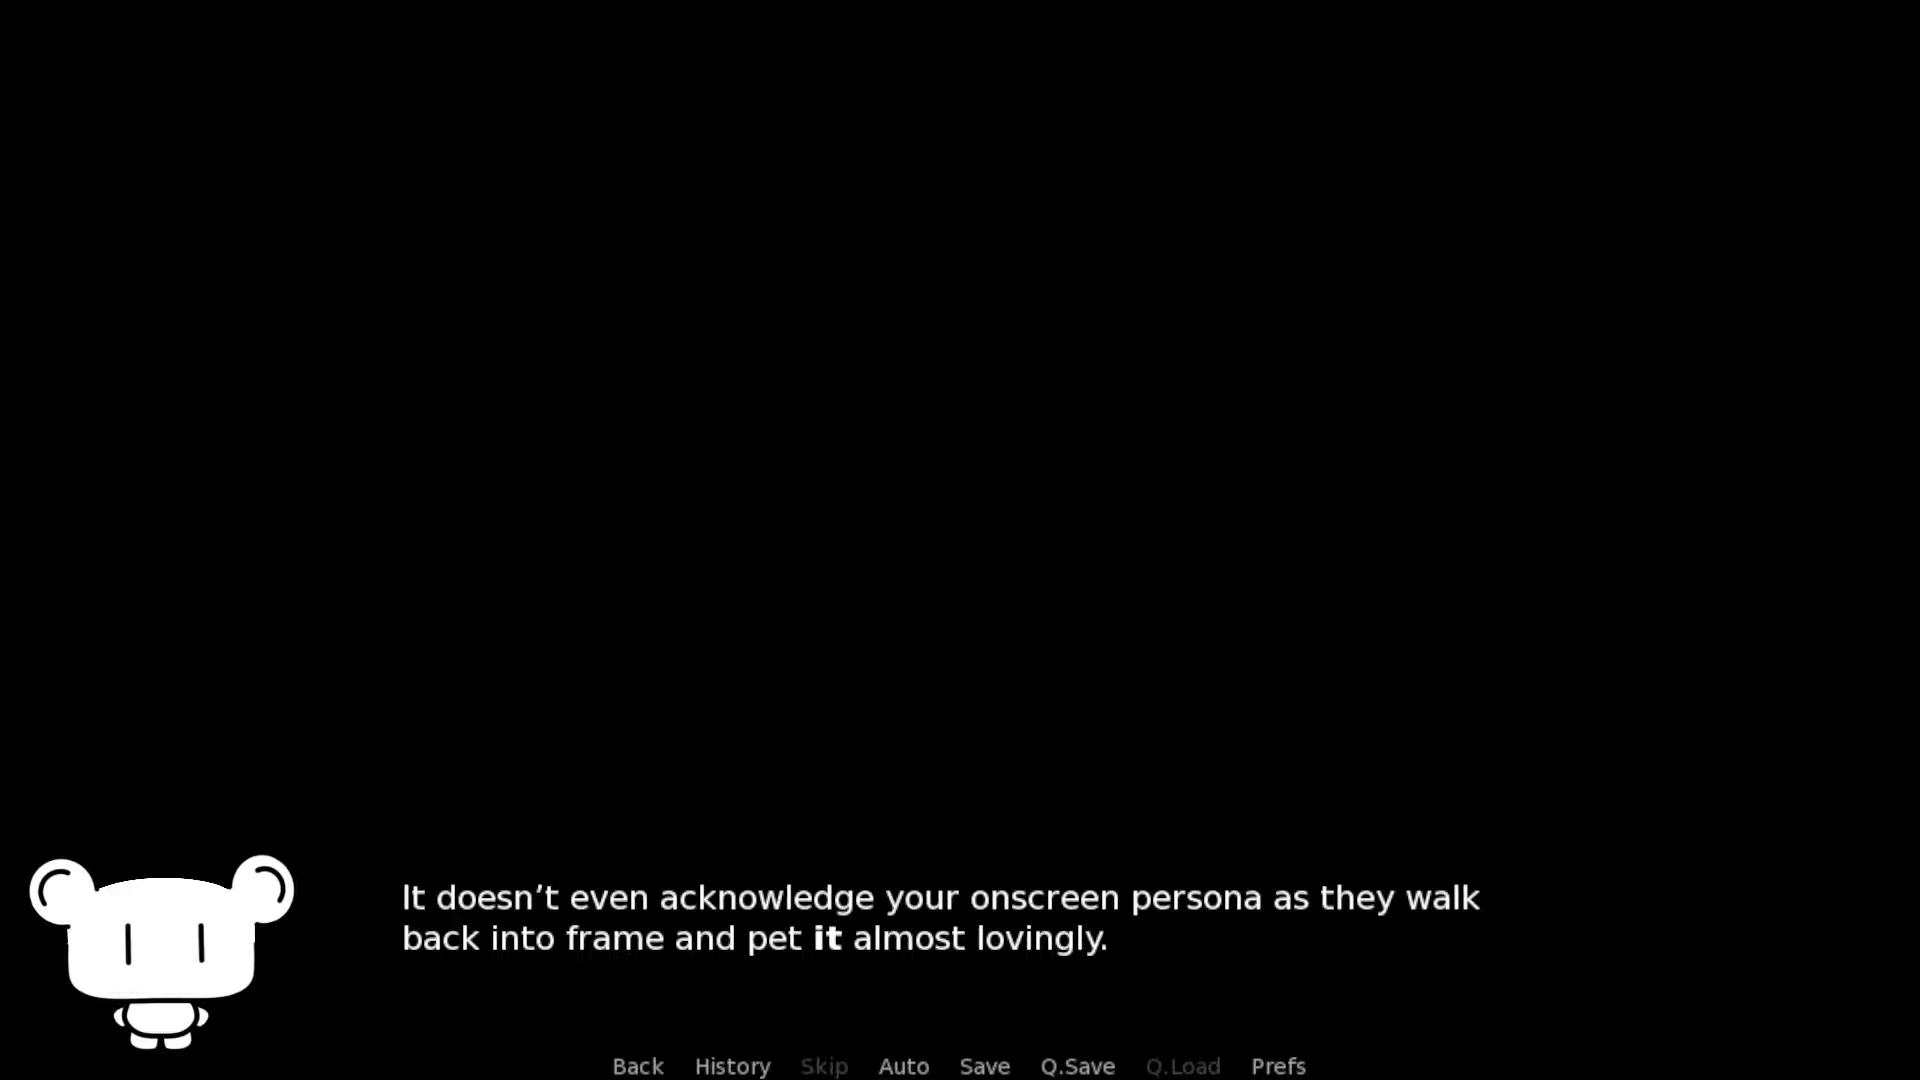 It doesn’t even acknowledge your onscreen persona as they walk
back into frame and pet it almost lovingly.
Back History Skip Auto Save Q.Save Q.Load Prefs